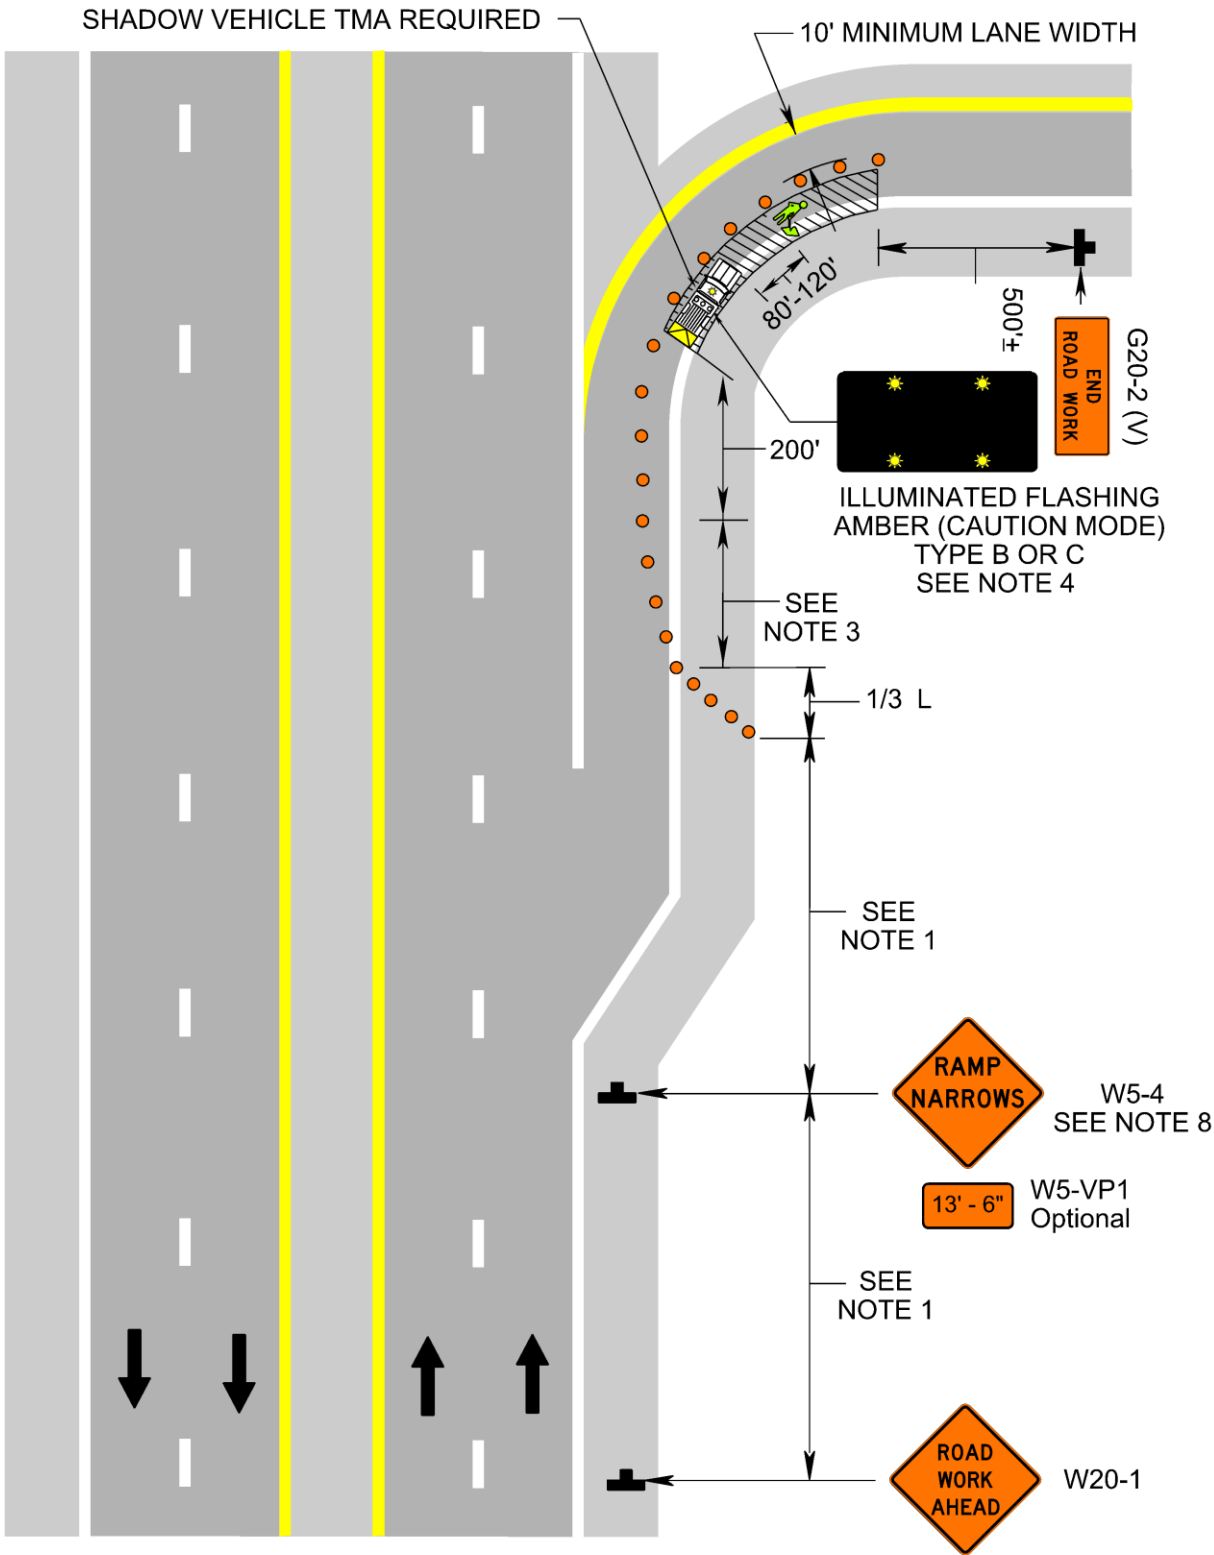 SHADOW VEHICLE TMA REQUIRED
10' MINIMUM LANE WIDTH
80'-120'
500'±
END
ROAD WORK
G20-2 (V)
200'
ILLUMINATED FLASHING
AMBER (CAUTION MODE)
TYPE B OR C
SEE NOTE 4
SEE
NOTE 3
1/3 L
SEE
NOTE 1
RAMP
NARROWS
W5-4
SEE NOTE 8
13' - 6"
W5-VP1
Optional
SEE
NOTE 1
ROAD
WORK
AHEAD
W20-1